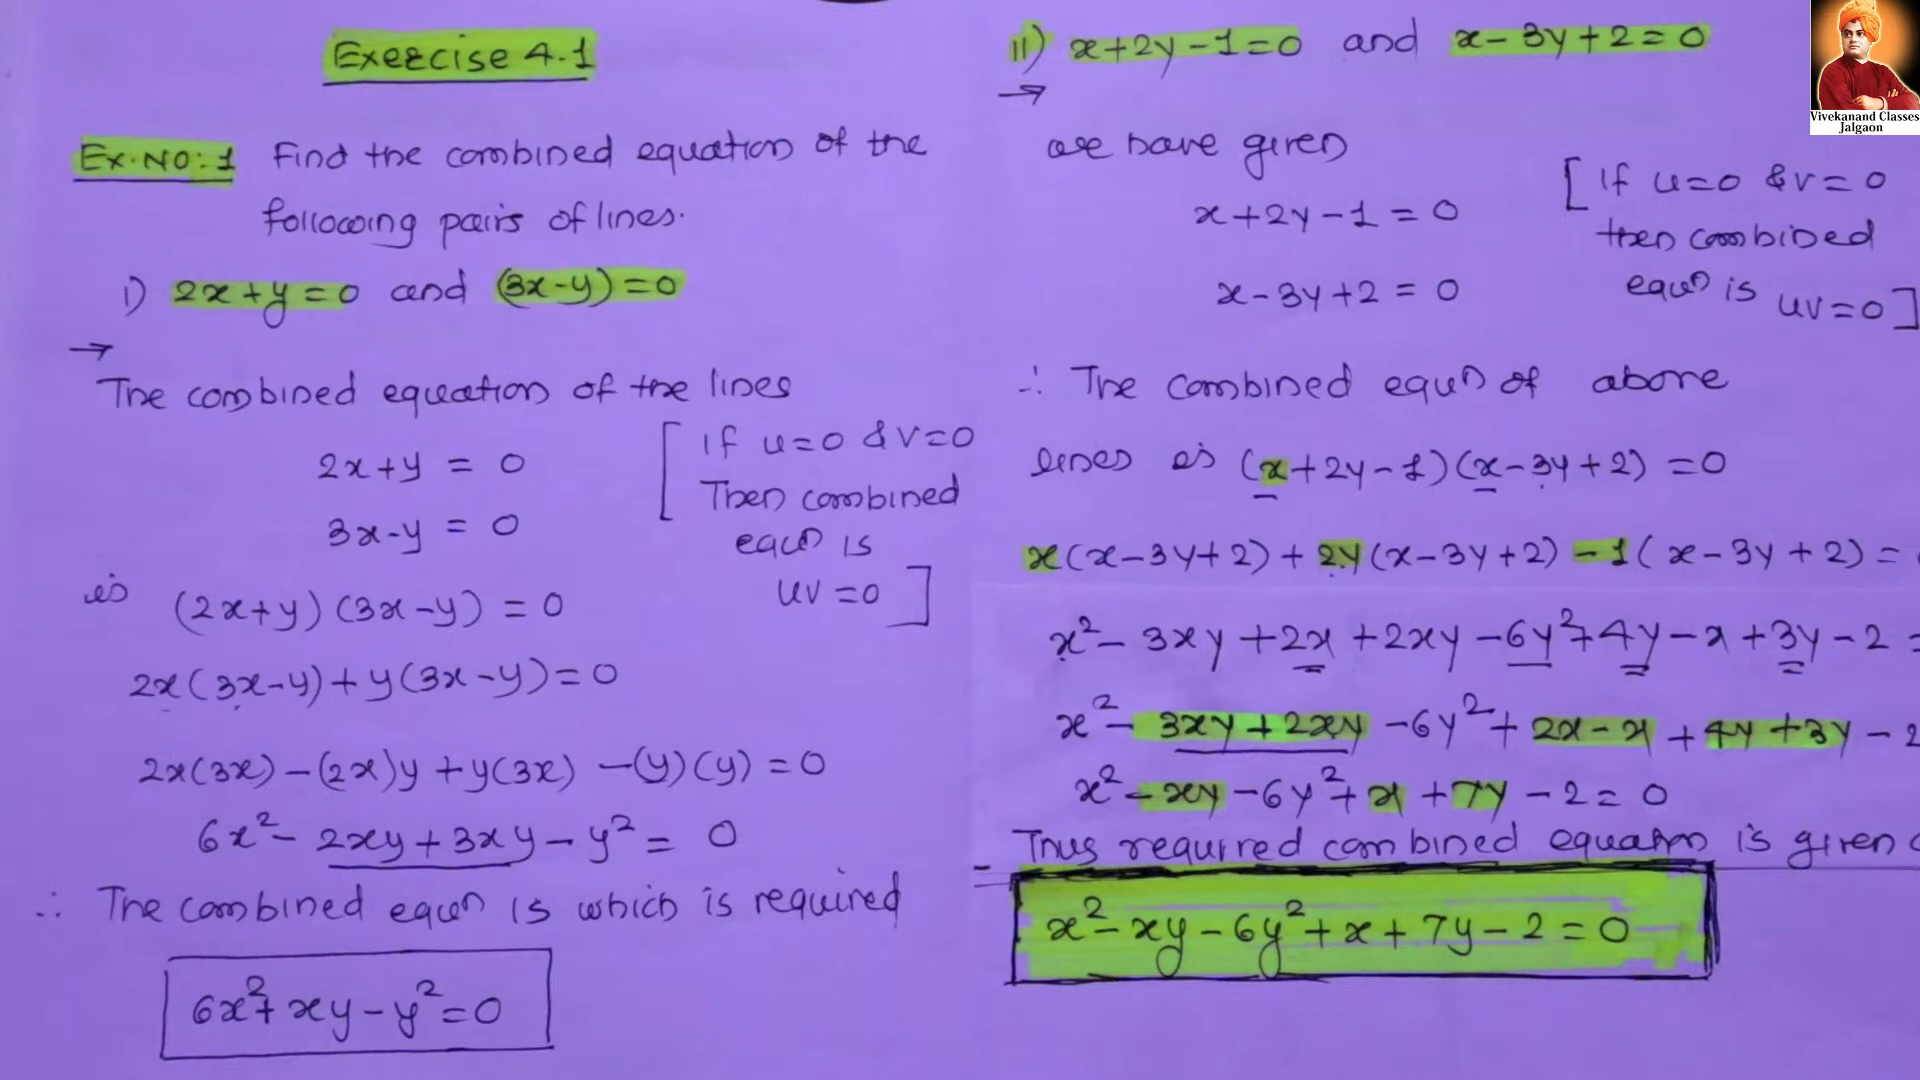 Exercise 4.1
Ex.No:1 Find the combined equation of the
following pairs of lines.
i) 2x+y=0 and (3x-y)=0
→
The combined equation of the lines
2x+y = 0
3x-y = 0
[ If u=0 & v=0
Then combined
equn is
uv=0 ]
is (2x+y)(3x-y) = 0
2x(3x-y)+y(3x-y)=0
2x(3x)-(2x)y+y(3x)-(y)(y)=0
6x²-2xy+3xy-y² = 0
∴ The combined equn is which is required
6x²+xy-y²=0
ii) x+2y-1=0 and x-3y+2=0
→
we have given
x+2y-1=0
x-3y+2=0
[ If u=0 & v=0
then combined
equn is uv=0 ]
∴ The combined equn of above
lines is (x+2y-1)(x-3y+2)=0
x(x-3y+2)+2y(x-3y+2)-1(x-3y+2)=
x²-3xy+2x+2xy-6y²+4y-x+3y-2=
x²-3xy+2xy-6y²+2x-x+4y+3y-2
x²-xy-6y²+x+7y-2=0
Thus required combined equation is given
x²-xy-6y²+x+7y-2=0
Vivekanand Classes
Jalgaon